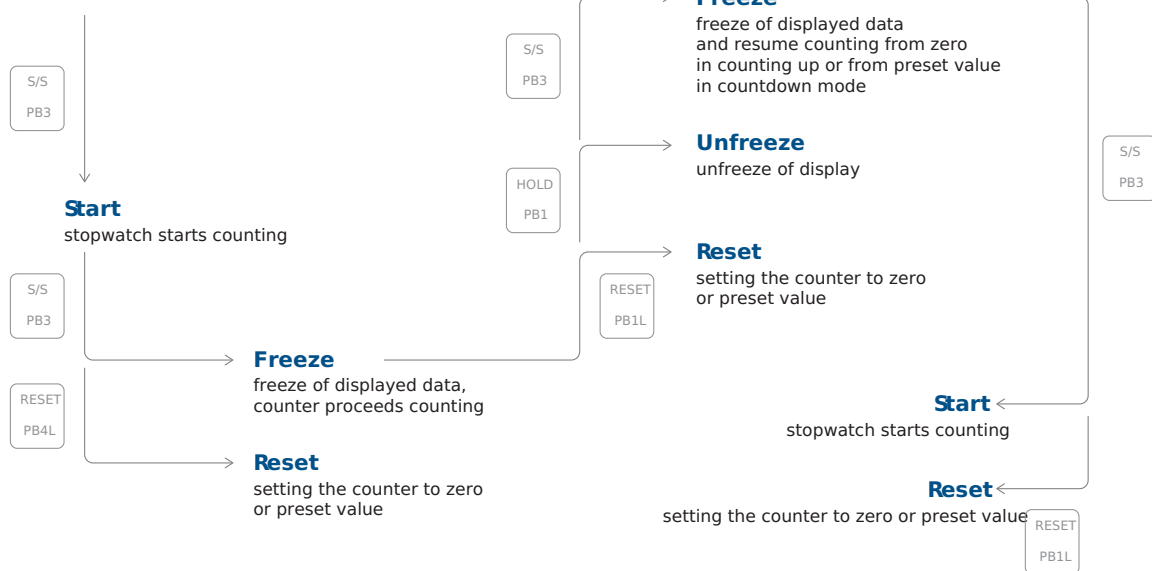 Freeze
freeze of displayed data
and resume counting from zero
in counting up or from preset value
in countdown mode
S/S
PB3
S/S
PB3
Unfreeze
unfreeze of display
S/S
PB3
HOLD
PB1
Start
stopwatch starts counting
Reset
setting the counter to zero
or preset value
S/S
PB3
RESET
PB1L
Freeze
freeze of displayed data,
counter proceeds counting
RESET
PB4L
Start
stopwatch starts counting
Reset
setting the counter to zero
or preset value
Reset
setting the counter to zero or preset value
RESET
PB1L